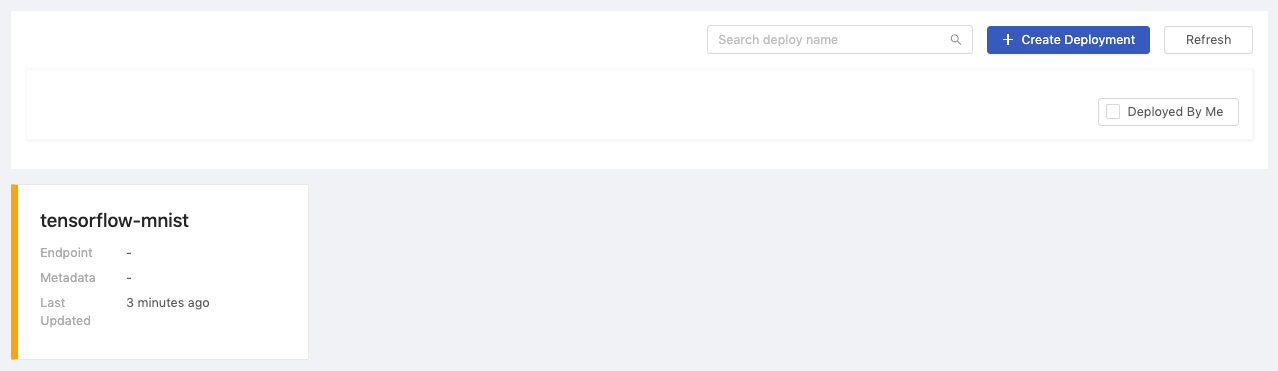 Search deploy name
+ Create Deployment
Refresh
Deployed By Me
tensorflow-mnist
Endpoint -
Metadata -
Last 3 minutes ago
Updated